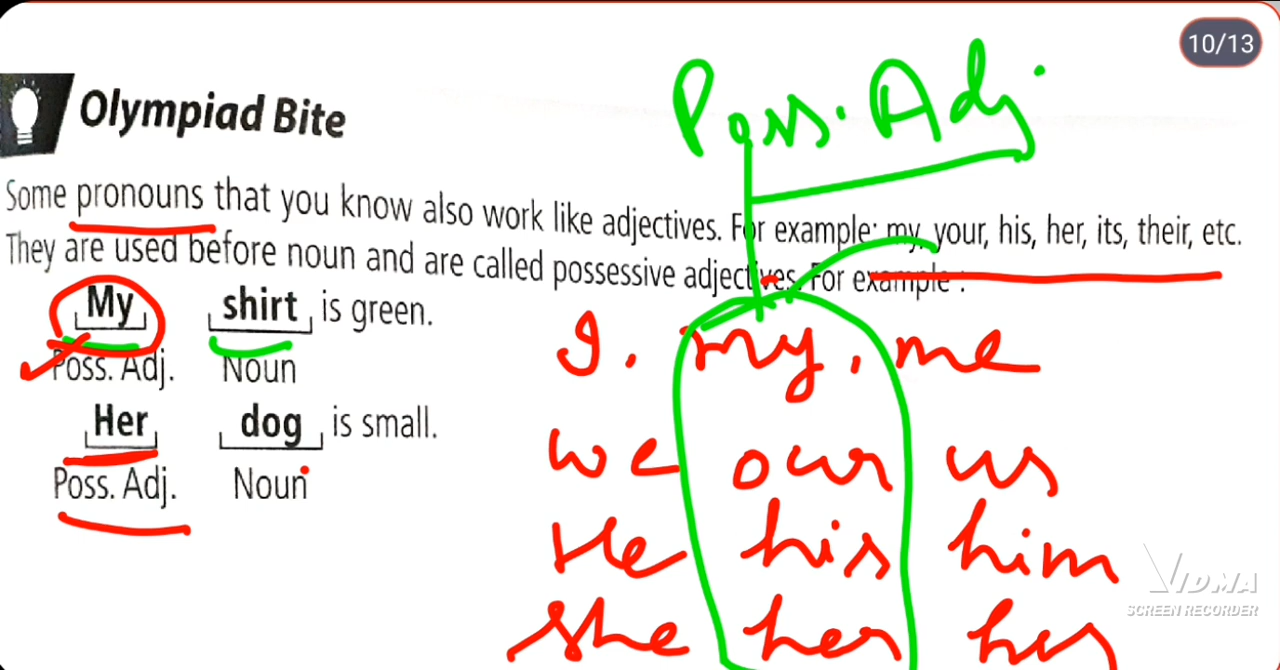 10/13
Poss. Adj.
Olympiad Bite
Some pronouns that you know also work like adjectives. For example: my, your, his, her, its, their, etc.
They are used before noun and are called possessive adjectives. For example :
My shirt is green.
Poss. Adj. Noun
Her dog is small.
Poss. Adj. Noun
I. my, me
we our us
He his him
she her her
VIDMA
SCREEN RECORDER